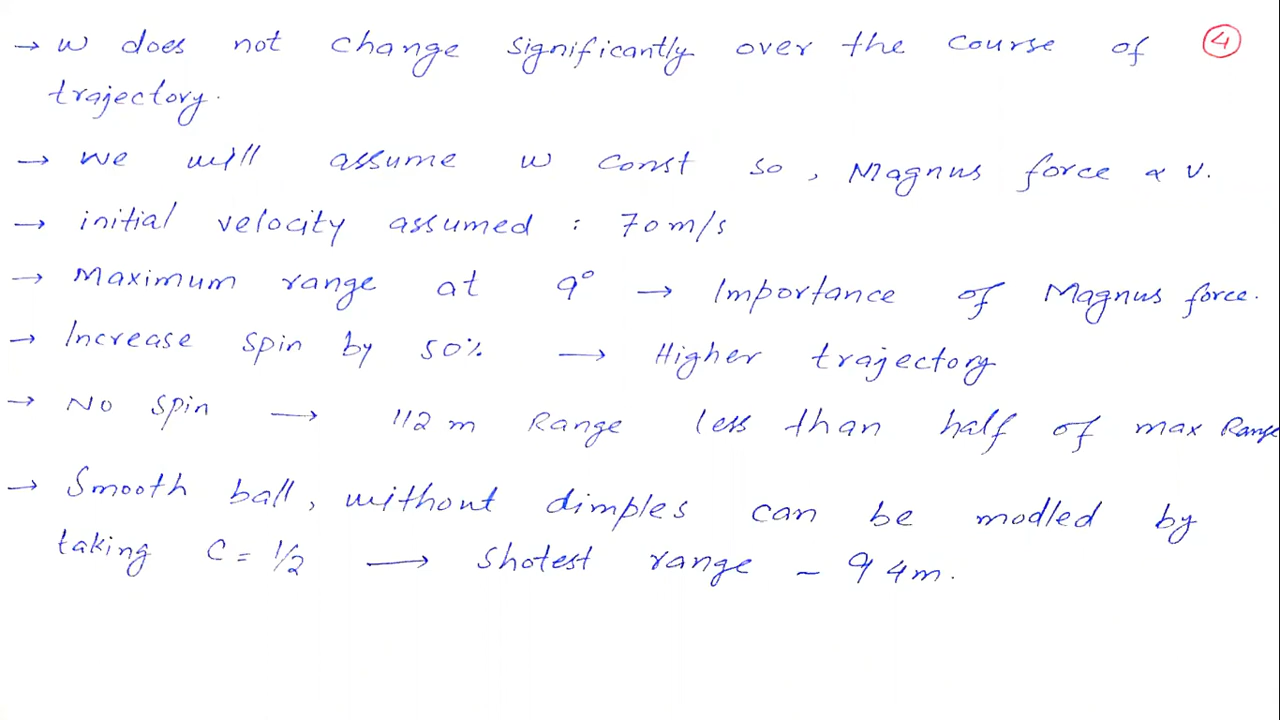 → w does not change significantly over the course of ④
trajectory.
→ we will assume w const so, Magnus force ∝ v.
→ initial velocity assumed : 70 m/s
→ Maximum range at 9° → Importance of Magnus force.
→ Increase spin by 50% → Higher trajectory
→ No spin → 112 m Range less than half of max Range
→ Smooth ball, without dimples can be modled by
taking C = 1/2 → Shotest range - 94m.